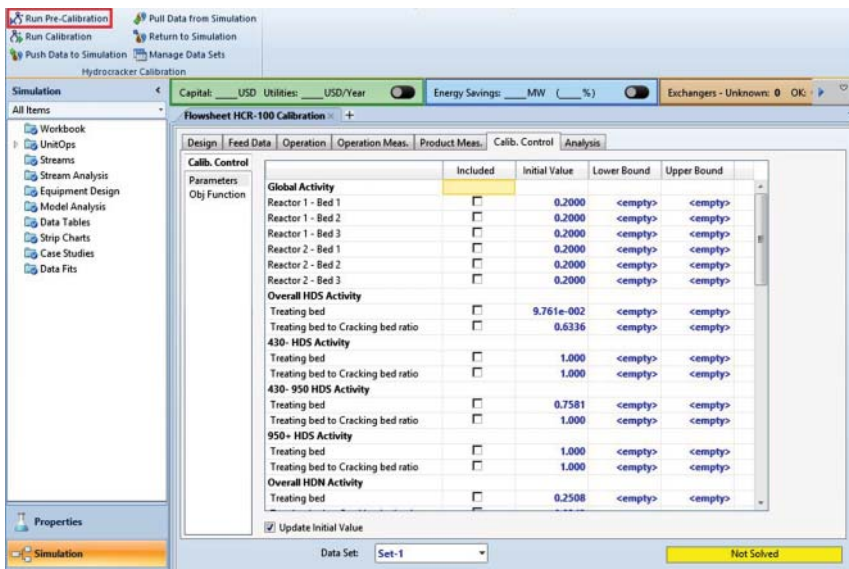 Run Pre-Calibration Pull Data from Simulation
Run Calibration Return to Simulation
Push Data to Simulation Manage Data Sets
Hydrocracker Calibration
Simulation < Capital: ____USD Utilities: ____USD/Year Energy Savings: ____MW (___%) Exchangers - Unknown: 0 OK:
All Items Flowsheet HCR-100 Calibration × +
Workbook
UnitOps
Streams
Stream Analysis
Equipment Design
Model Analysis
Data Tables
Strip Charts
Case Studies
Data Fits
Design Feed Data Operation Operation Meas. Product Meas. Calib. Control Analysis
Calib. Control
Parameters
Obj Function
Included Initial Value Lower Bound Upper Bound
Global Activity
Reactor 1 - Bed 1 0.2000 <empty> <empty>
Reactor 1 - Bed 2 0.2000 <empty> <empty>
Reactor 1 - Bed 3 0.2000 <empty> <empty>
Reactor 2 - Bed 1 0.2000 <empty> <empty>
Reactor 2 - Bed 2 0.2000 <empty> <empty>
Reactor 2 - Bed 3 0.2000 <empty> <empty>
Overall HDS Activity
Treating bed 9.761e-002 <empty> <empty>
Treating bed to Cracking bed ratio 0.6336 <empty> <empty>
430- HDS Activity
Treating bed 1.000 <empty> <empty>
Treating bed to Cracking bed ratio 1.000 <empty> <empty>
430- 950 HDS Activity
Treating bed 0.7581 <empty> <empty>
Treating bed to Cracking bed ratio 1.000 <empty> <empty>
950+ HDS Activity
Treating bed 1.000 <empty> <empty>
Treating bed to Cracking bed ratio 1.000 <empty> <empty>
Overall HDN Activity
Treating bed 0.2508 <empty> <empty>
Update Initial Value
Properties
Simulation
Data Set: Set-1 Not Solved